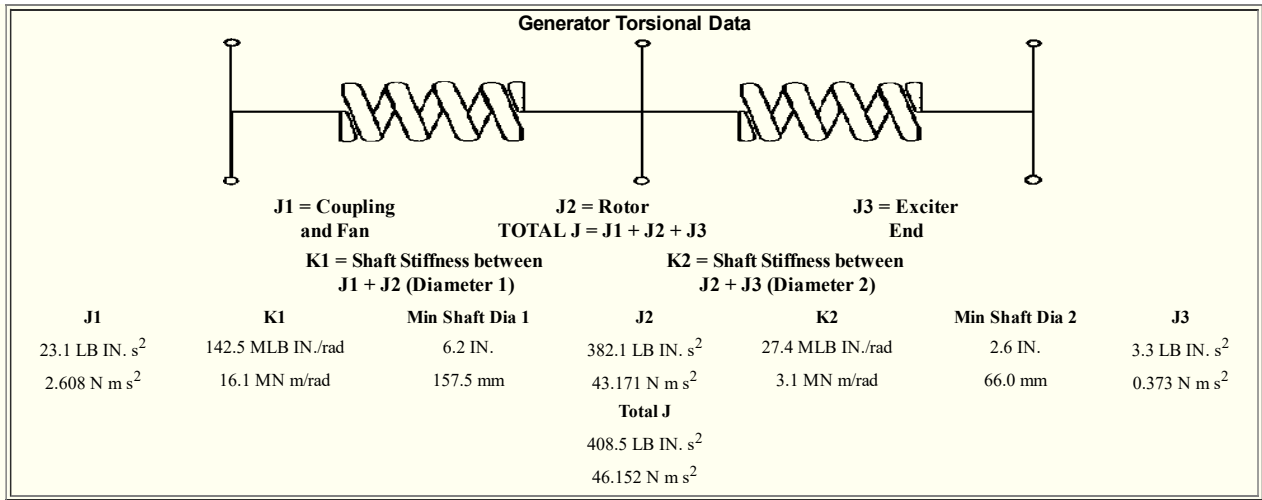 Generator Torsional Data
J1 = Coupling and Fan
J2 = Rotor
TOTAL J = J1 + J2 + J3
J3 = Exciter End
K1 = Shaft Stiffness between
J1 + J2 (Diameter 1)
K2 = Shaft Stiffness between
J2 + J3 (Diameter 2)
J1 K1 Min Shaft Dia 1 J2 K2 Min Shaft Dia 2 J3
23.1 LB IN. s² 142.5 MLB IN./rad 6.2 IN. 382.1 LB IN. s² 27.4 MLB IN./rad 2.6 IN. 3.3 LB IN. s²
2.608 N m s² 16.1 MN m/rad 157.5 mm 43.171 N m s² 3.1 MN m/rad 66.0 mm 0.373 N m s²
Total J
408.5 LB IN. s²
46.152 N m s²